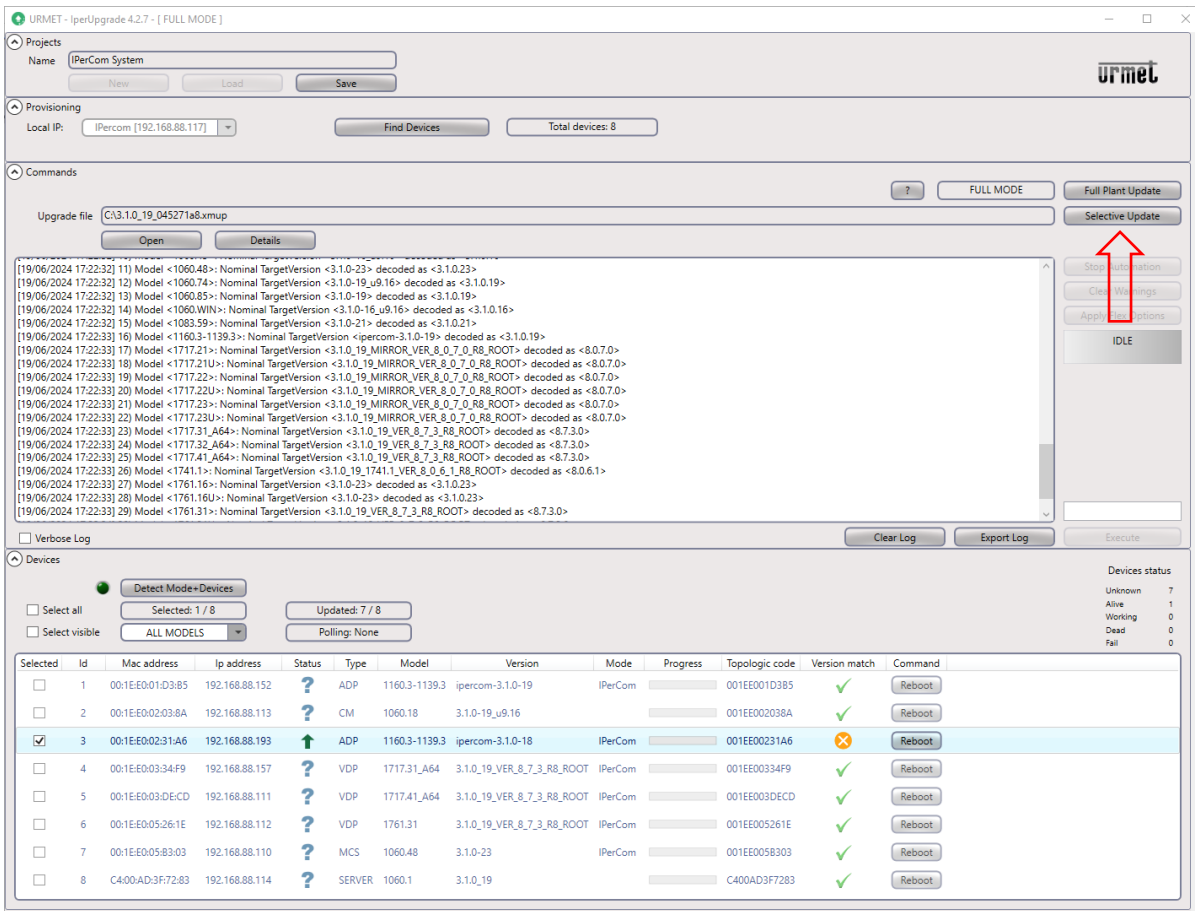 URMET - IperUpgrade 4.2.7 - [ FULL MODE ]
Projects
Name IPerCom System
New Load Save
urmet
Provisioning
Local IP: IPercom [192.168.88.117] Find Devices Total devices: 8
Commands
? FULL MODE Full Plant Update
Upgrade file C:\3.1.0_19_045271a8.xmup Selective Update
Open Details
[19/06/2024 17:22:32] 11) Model <1060.48>: Nominal TargetVersion <3.1.0-23> decoded as <3.1.0.23>
[19/06/2024 17:22:32] 12) Model <1060.74>: Nominal TargetVersion <3.1.0-19_u9.16> decoded as <3.1.0.19>
[19/06/2024 17:22:32] 13) Model <1060.85>: Nominal TargetVersion <3.1.0-19> decoded as <3.1.0.19>
[19/06/2024 17:22:32] 14) Model <1060.WIN>: Nominal TargetVersion <3.1.0-16_u9.16> decoded as <3.1.0.16>
[19/06/2024 17:22:32] 15) Model <1083.59>: Nominal TargetVersion <3.1.0-21> decoded as <3.1.0.21>
[19/06/2024 17:22:33] 16) Model <1160.3-1139.3>: Nominal TargetVersion <ipercom-3.1.0-19> decoded as <3.1.0.19>
[19/06/2024 17:22:33] 17) Model <1717.21>: Nominal TargetVersion <3.1.0_19_MIRROR_VER_8_0_7_0_R8_ROOT> decoded as <8.0.7.0>
[19/06/2024 17:22:33] 18) Model <1717.21U>: Nominal TargetVersion <3.1.0_19_MIRROR_VER_8_0_7_0_R8_ROOT> decoded as <8.0.7.0>
[19/06/2024 17:22:33] 19) Model <1717.22>: Nominal TargetVersion <3.1.0_19_MIRROR_VER_8_0_7_0_R8_ROOT> decoded as <8.0.7.0>
[19/06/2024 17:22:33] 20) Model <1717.22U>: Nominal TargetVersion <3.1.0_19_MIRROR_VER_8_0_7_0_R8_ROOT> decoded as <8.0.7.0>
[19/06/2024 17:22:33] 21) Model <1717.23>: Nominal TargetVersion <3.1.0_19_MIRROR_VER_8_0_7_0_R8_ROOT> decoded as <8.0.7.0>
[19/06/2024 17:22:33] 22) Model <1717.23U>: Nominal TargetVersion <3.1.0_19_MIRROR_VER_8_0_7_0_R8_ROOT> decoded as <8.0.7.0>
[19/06/2024 17:22:33] 23) Model <1717.31_A64>: Nominal TargetVersion <3.1.0_19_VER_8_7_3_R8_ROOT> decoded as <8.7.3.0>
[19/06/2024 17:22:33] 24) Model <1717.32_A64>: Nominal TargetVersion <3.1.0_19_VER_8_7_3_R8_ROOT> decoded as <8.7.3.0>
[19/06/2024 17:22:33] 25) Model <1717.41_A64>: Nominal TargetVersion <3.1.0_19_VER_8_7_3_R8_ROOT> decoded as <8.7.3.0>
[19/06/2024 17:22:33] 26) Model <1741.1>: Nominal TargetVersion <3.1.0_19_1741.1_VER_8_0_6_1_R8_ROOT> decoded as <8.0.6.1>
[19/06/2024 17:22:33] 27) Model <1761.16>: Nominal TargetVersion <3.1.0-23> decoded as <3.1.0.23>
[19/06/2024 17:22:33] 28) Model <1761.16U>: Nominal TargetVersion <3.1.0-23> decoded as <3.1.0.23>
[19/06/2024 17:22:33] 29) Model <1761.31>: Nominal TargetVersion <3.1.0_19_VER_8_7_3_R8_ROOT> decoded as <8.7.3.0>
Stop Automation
Clear Warnings
Apply Flex Options
IDLE
Verbose Log Clear Log Export Log Execute
Devices
Detect Mode+Devices
Select all Selected: 1 / 8 Updated: 7 / 8
Select visible ALL MODELS Polling: None
Devices status
Unknown 7
Alive 1
Working 0
Dead 0
Fail 0
Selected Id Mac address Ip address Status Type Model Version Mode Progress Topologic code Version match Command
1 00:1E:E0:01:D3:B5 192.168.88.152 ? ADP 1160.3-1139.3 ipercom-3.1.0-19 IPerCom 001EE001D3B5 Reboot
2 00:1E:E0:02:03:8A 192.168.88.113 ? CM 1060.18 3.1.0-19_u9.16 001EE002038A Reboot
3 00:1E:E0:02:31:A6 192.168.88.193 ADP 1160.3-1139.3 ipercom-3.1.0-18 IPerCom 001EE00231A6 Reboot
4 00:1E:E0:03:34:F9 192.168.88.157 ? VDP 1717.31_A64 3.1.0_19_VER_8_7_3_R8_ROOT IPerCom 001EE00334F9 Reboot
5 00:1E:E0:03:DE:CD 192.168.88.111 ? VDP 1717.41_A64 3.1.0_19_VER_8_7_3_R8_ROOT IPerCom 001EE003DECD Reboot
6 00:1E:E0:05:26:1E 192.168.88.112 ? VDP 1761.31 3.1.0_19_VER_8_7_3_R8_ROOT IPerCom 001EE005261E Reboot
7 00:1E:E0:05:B3:03 192.168.88.110 ? MCS 1060.48 3.1.0-23 IPerCom 001EE005B303 Reboot
8 C4:00:AD:3F:72:83 192.168.88.114 ? SERVER 1060.1 3.1.0_19 C400AD3F7283 Reboot